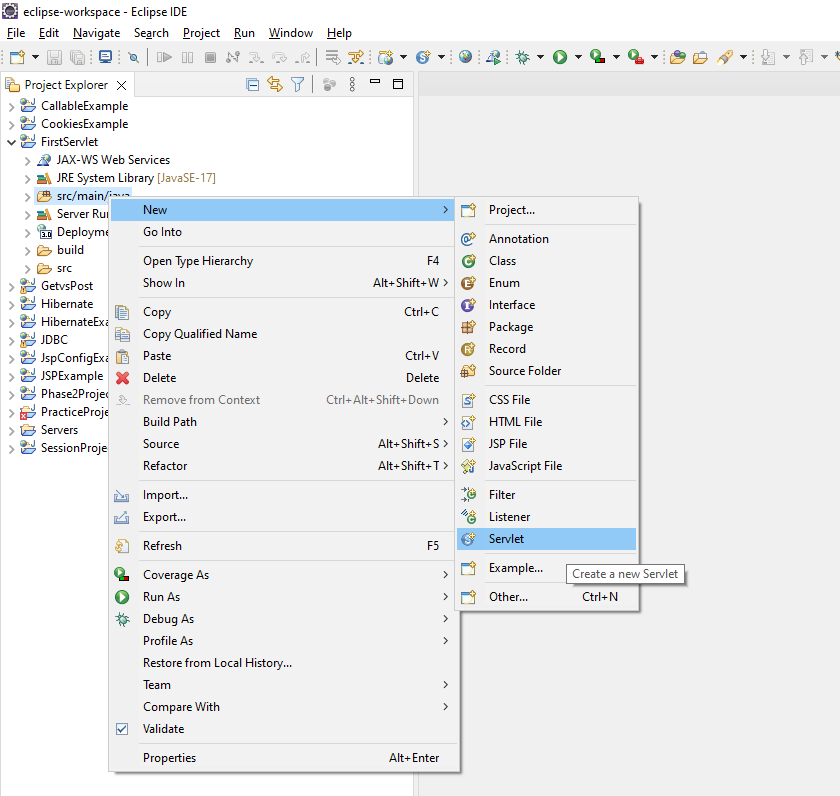 eclipse-workspace - Eclipse IDE
File Edit Navigate Search Project Run Window Help
Project Explorer
CallableExample
CookiesExample
FirstServlet
JAX-WS Web Services
JRE System Library [JavaSE-17]
src/main/java
Server Run
Deployme
3.0
build
src
GetvsPost
Hibernate
HibernateExa
JDBC
JspConfigExa
JSPExample
Phase2Projec
PracticeProje
Servers
SessionProje
New
Go Into
Open Type Hierarchy F4
Show In Alt+Shift+W
Copy Ctrl+C
Copy Qualified Name
Paste Ctrl+V
Delete Delete
Remove from Context Ctrl+Alt+Shift+Down
Build Path
Source Alt+Shift+S
Refactor Alt+Shift+T
Import...
Export...
Refresh F5
Coverage As
Run As
Debug As
Profile As
Restore from Local History...
Team
Compare With
Validate
Properties Alt+Enter
Project...
Annotation
Class
Enum
Interface
Package
Record
Source Folder
CSS File
HTML File
JSP File
JavaScript File
Filter
Listener
Servlet
Example...
Create a new Servlet
Other... Ctrl+N